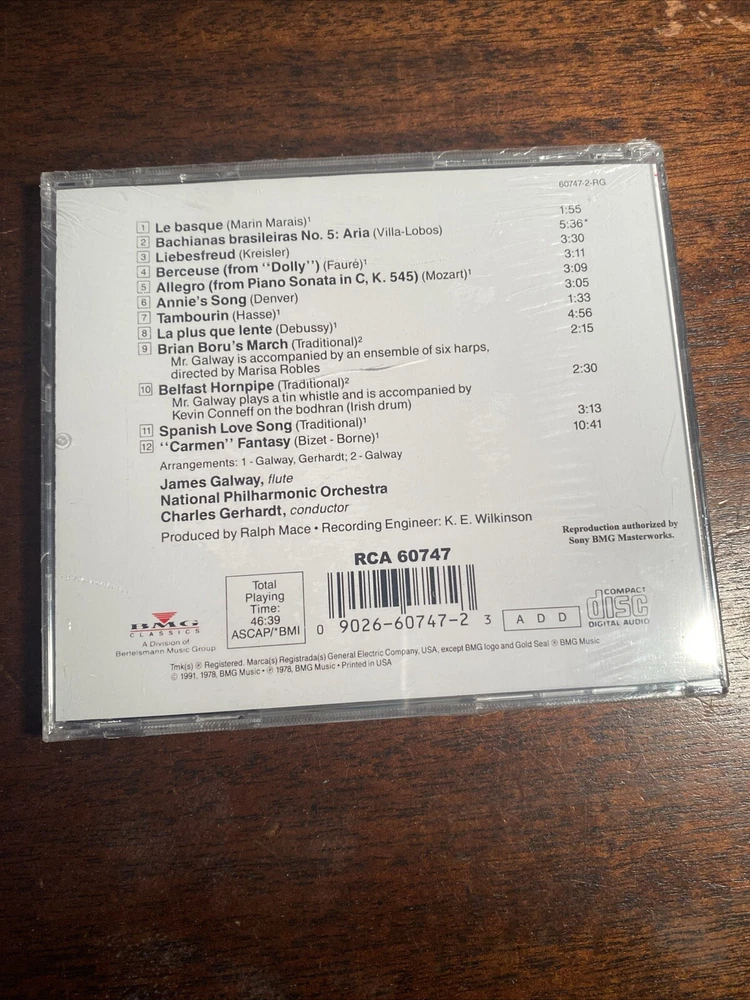 60747-2-RG
1 Le basque (Marin Marais)¹ 1:55
2 Bachianas brasileiras No. 5: Aria (Villa-Lobos) 5:36*
3 Liebesfreud (Kreisler) 3:30
4 Berceuse (from "Dolly") (Fauré)¹ 3:11
5 Allegro (from Piano Sonata in C, K. 545) (Mozart)¹ 3:09
6 Annie's Song (Denver) 3:05
7 Tambourin (Hasse)¹ 1:33
8 La plus que lente (Debussy)¹ 4:56
9 Brian Boru's March (Traditional)² 2:15
Mr. Galway is accompanied by an ensemble of six harps,
directed by Marisa Robles
10 Belfast Hornpipe (Traditional)² 2:30
Mr. Galway plays a tin whistle and is accompanied by
Kevin Conneff on the bodhran (Irish drum)
11 Spanish Love Song (Traditional)¹ 3:13
12 "Carmen" Fantasy (Bizet - Borne)¹ 10:41
Arrangements: 1 - Galway, Gerhardt; 2 - Galway
James Galway, flute
National Philharmonic Orchestra
Charles Gerhardt, conductor
Produced by Ralph Mace • Recording Engineer: K. E. Wilkinson
Reproduction authorized by
Sony BMG Masterworks.
RCA 60747
Total
Playing
Time:
46:39
ASCAP/*BMI
0 9026-60747-2 3
A D D
COMPACT
disc
DIGITAL AUDIO
BMG
CLASSICS
A Division of
Bertelsmann Music Group
Tmk(s) ® Registered. Marca(s) Registrada(s) General Electric Company, USA, except BMG logo and Gold Seal ® BMG Music
© 1991, 1978, BMG Music • ℗ 1978, BMG Music • Printed in USA